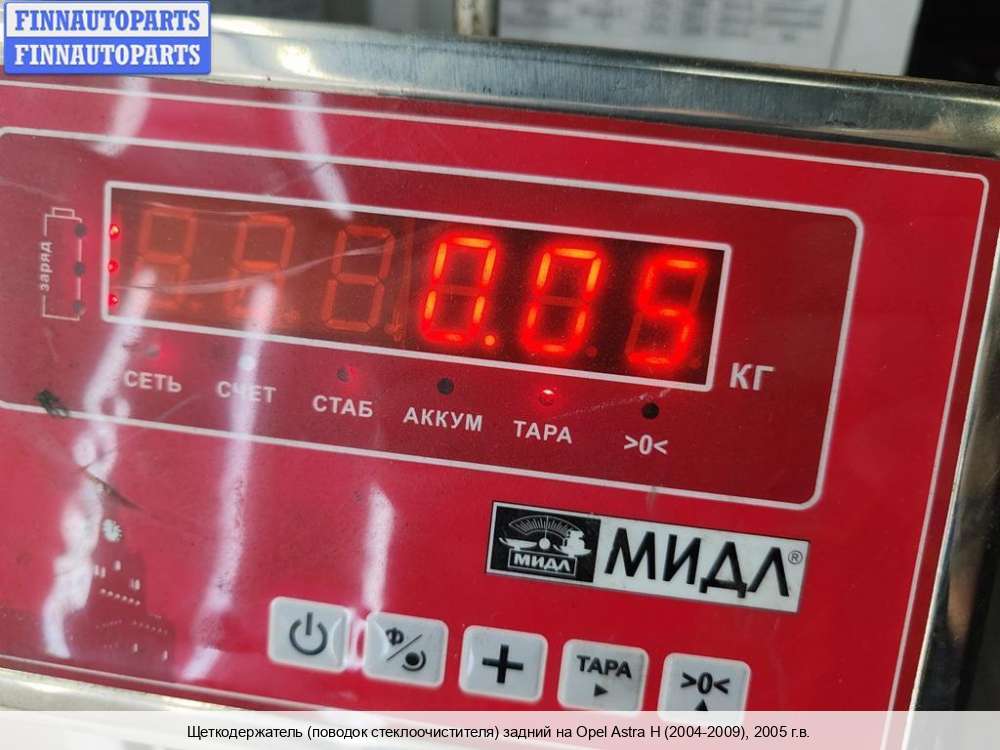 FINNAUTOPARTS
FINNAUTOPARTS
заряд
0.05
КГ
СЕТЬ СЧЕТ СТАБ АККУМ ТАРА >0<
МИДЛ МИДЛ®
Ф
+
ТАРА
>0<
Щеткодержатель (поводок стеклоочистителя) задний на Opel Astra H (2004-2009), 2005 г.в.